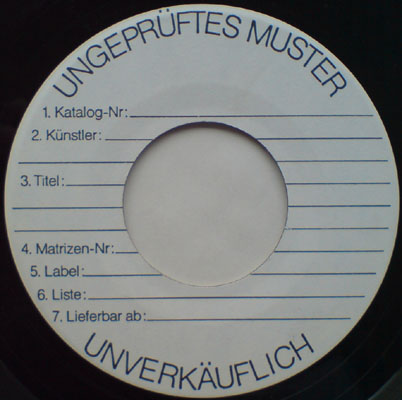 UNGEPRÜFTES MUSTER
1. Katalog-Nr:
2. Künstler:
3. Titel:
4. Matrizen-Nr:
5. Label:
6. Liste:
7. Lieferbar ab:
UNVERKÄUFLICH